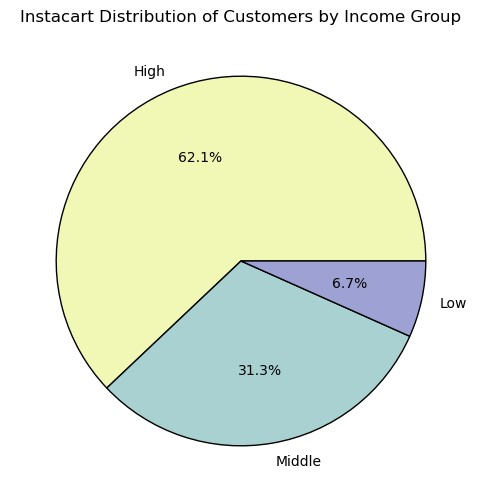 Instacart Distribution of Customers by Income Group
High
62.1%
6.7%
Low
31.3%
Middle